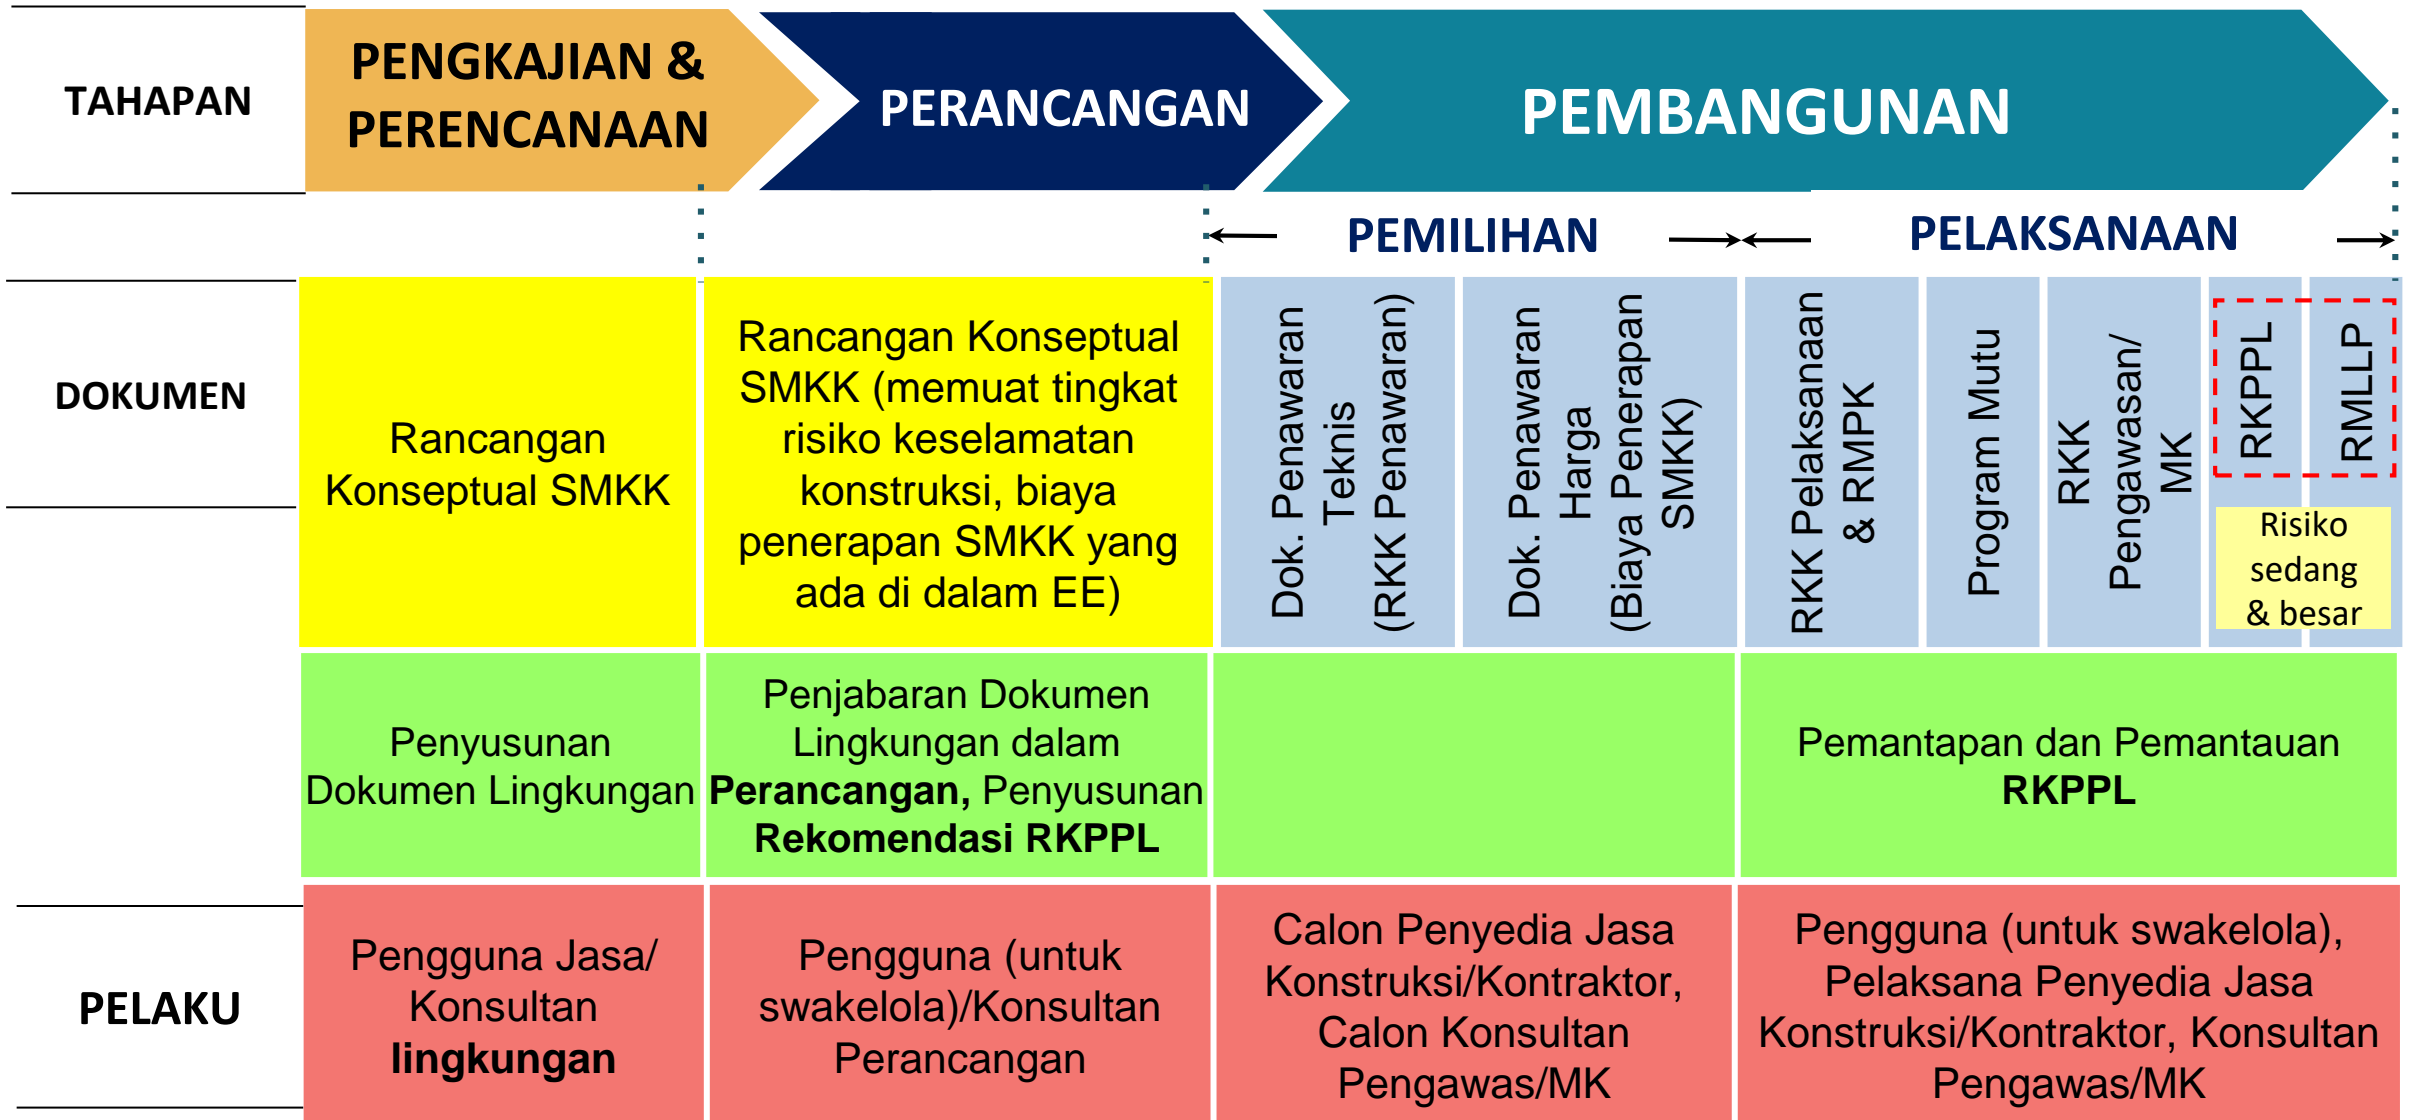 TAHAPAN
PENGKAJIAN &
PERENCANAAN
PERANCANGAN
PEMBANGUNAN
PEMILIHAN
PELAKSANAAN
DOKUMEN
Rancangan
Konseptual SMKK
Rancangan Konseptual
SMKK (memuat tingkat
risiko keselamatan
konstruksi, biaya
penerapan SMKK yang
ada di dalam EE)
Dok. Penawaran
Teknis
(RKK Penawaran)
Dok. Penawaran
Harga
(Biaya Penerapan
SMKK)
RKK Pelaksanaan
& RMPK
Program Mutu
RKK
Pengawasan/
MK
RKPPL
RMLLP
Risiko
sedang
& besar
Penyusunan
Dokumen Lingkungan
Penjabaran Dokumen
Lingkungan dalam
Perancangan, Penyusunan
Rekomendasi RKPPL
Pemantapan dan Pemantauan
RKPPL
PELAKU
Pengguna Jasa/
Konsultan
lingkungan
Pengguna (untuk
swakelola)/Konsultan
Perancangan
Calon Penyedia Jasa
Konstruksi/Kontraktor,
Calon Konsultan
Pengawas/MK
Pengguna (untuk swakelola),
Pelaksana Penyedia Jasa
Konstruksi/Kontraktor, Konsultan
Pengawas/MK